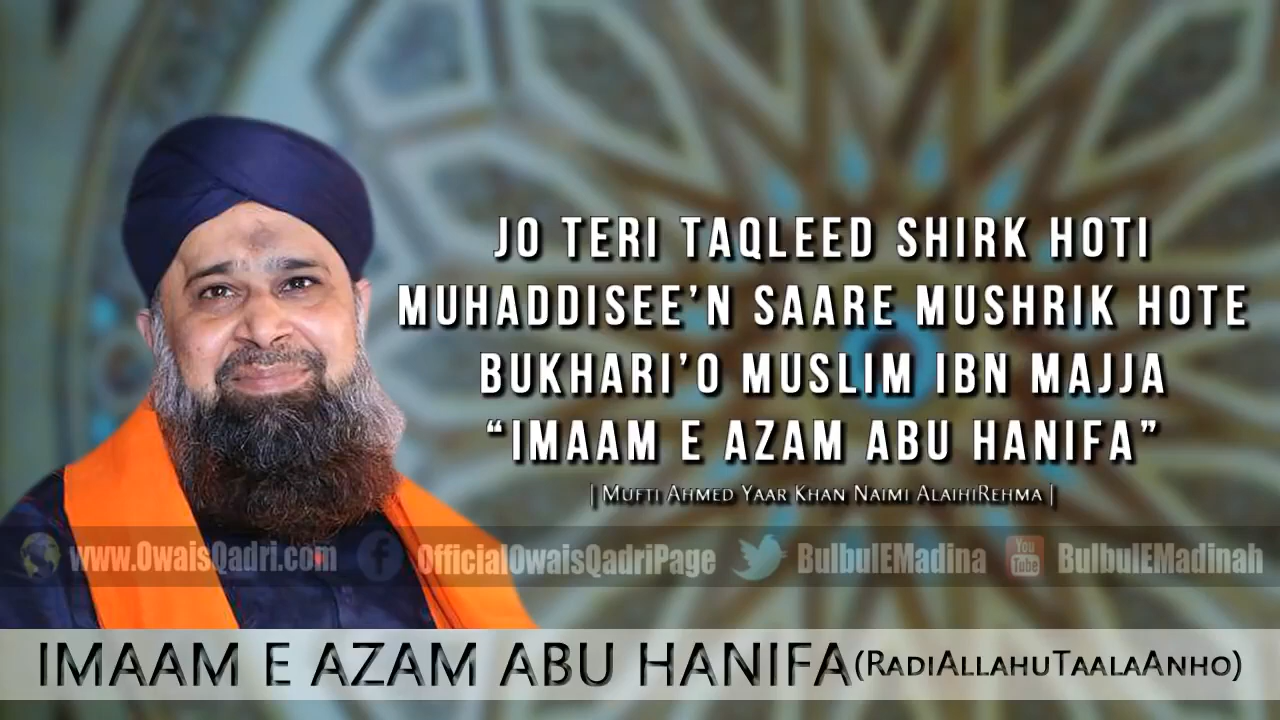 JO TERI TAQLEED SHIRK HOTI
MUHADDISEE'N SAARE MUSHRIK HOTE
BUKHARI'O MUSLIM IBN MAJJA
“IMAAM E AZAM ABU HANIFA”
| MUFTI AHMED YAAR KHAN NAIMI ALAIHIREHMA |
www.OwaisQadri.com f OfficialOwaisQadriPage BulbulEMadina You Tube BulbulEMadinah
IMAAM E AZAM ABU HANIFA(RADIALLAHUTAALAANHO)